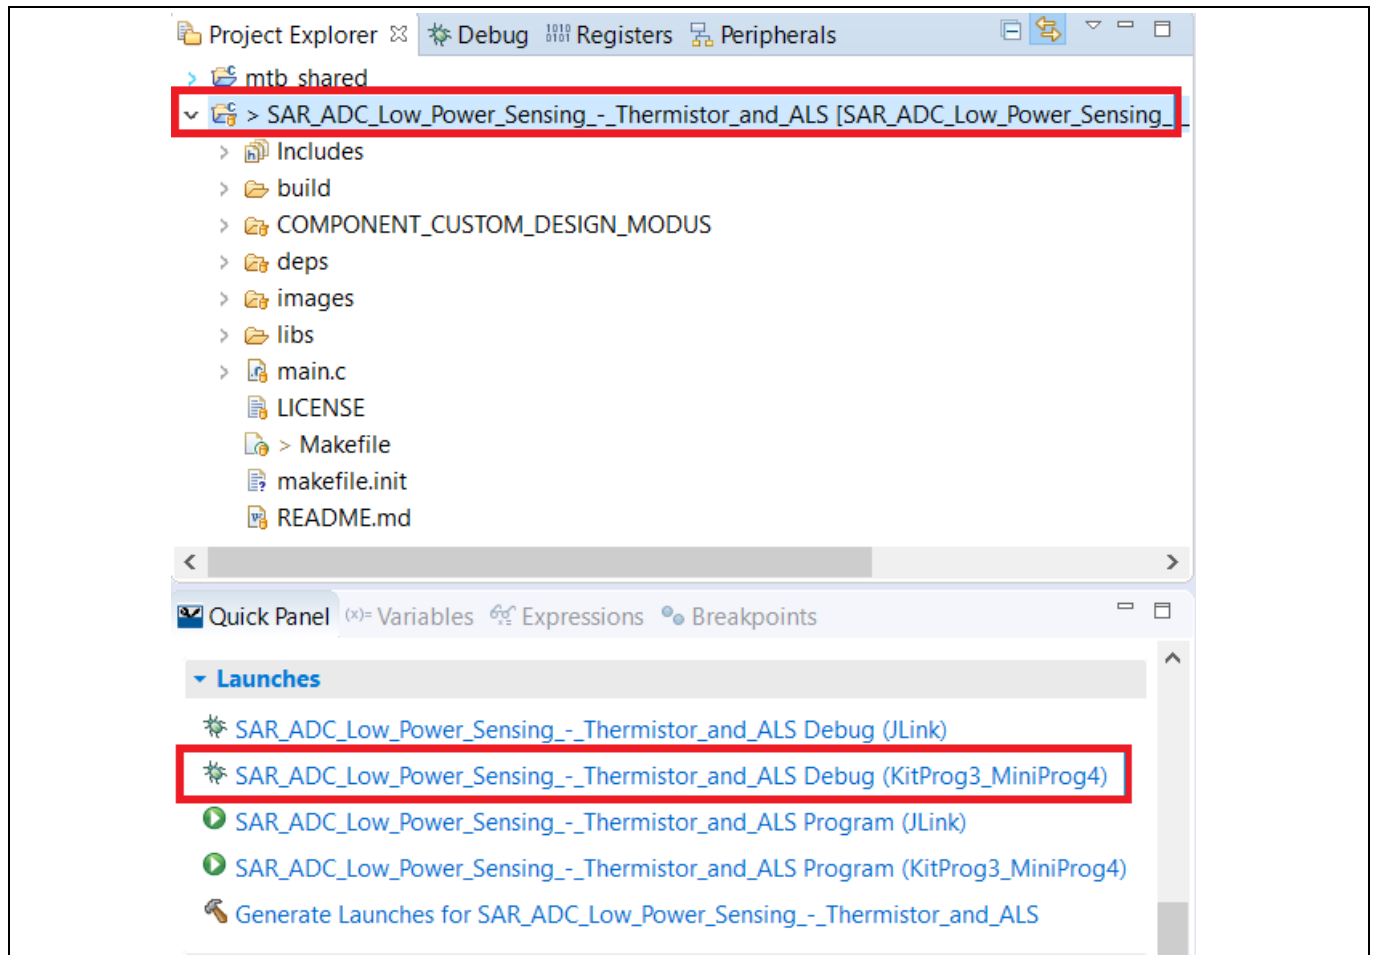 Project Explorer Debug 1010 0101 Registers Peripherals
mtb_shared
> SAR_ADC_Low_Power_Sensing_-_Thermistor_and_ALS [SAR_ADC_Low_Power_Sensing_-_
Includes
build
COMPONENT_CUSTOM_DESIGN_MODUS
deps
images
libs
main.c
LICENSE
> Makefile
makefile.init
README.md
Quick Panel (x)= Variables Expressions Breakpoints
Launches
SAR_ADC_Low_Power_Sensing_-_Thermistor_and_ALS Debug (JLink)
SAR_ADC_Low_Power_Sensing_-_Thermistor_and_ALS Debug (KitProg3_MiniProg4)
SAR_ADC_Low_Power_Sensing_-_Thermistor_and_ALS Program (JLink)
SAR_ADC_Low_Power_Sensing_-_Thermistor_and_ALS Program (KitProg3_MiniProg4)
Generate Launches for SAR_ADC_Low_Power_Sensing_-_Thermistor_and_ALS